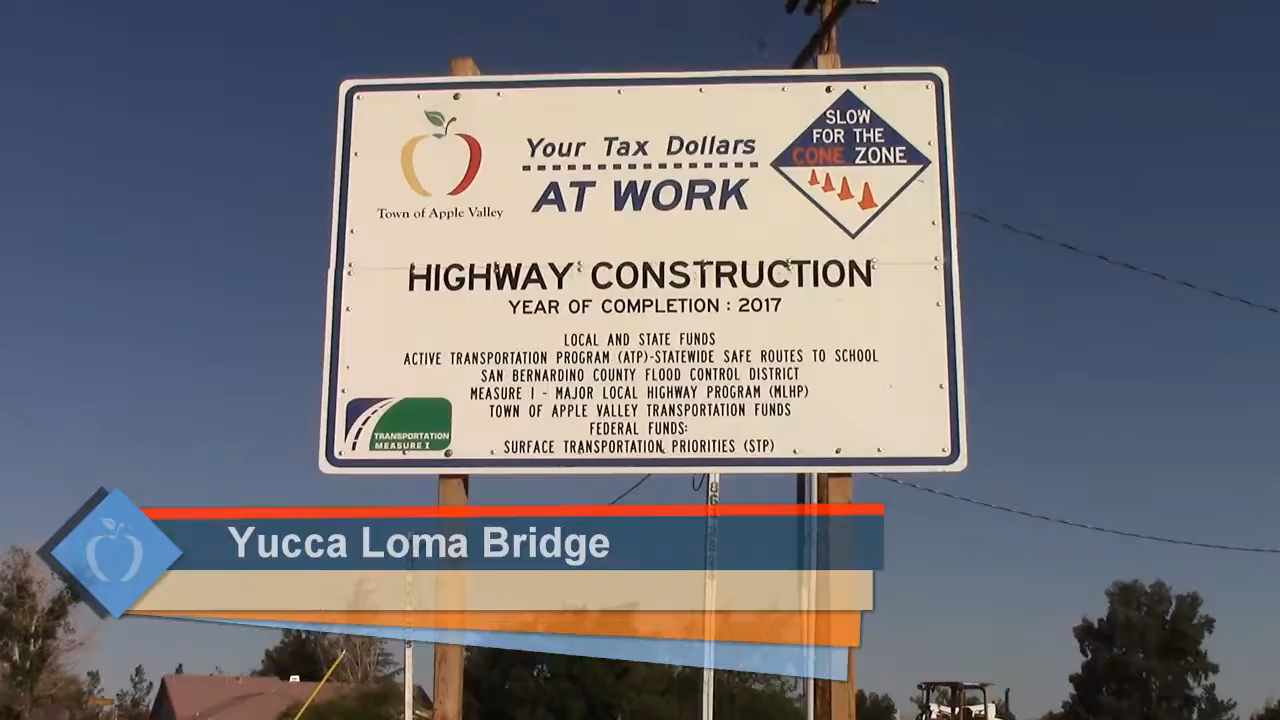 Your Tax Dollars
AT WORK
SLOW
FOR THE
CONE ZONE
Town of Apple Valley
HIGHWAY CONSTRUCTION
YEAR OF COMPLETION : 2017
LOCAL AND STATE FUNDS
ACTIVE TRANSPORTATION PROGRAM (ATP)-STATEWIDE SAFE ROUTES TO SCHOOL
SAN BERNARDINO COUNTY FLOOD CONTROL DISTRICT
MEASURE I - MAJOR LOCAL HIGHWAY PROGRAM (MLHP)
TOWN OF APPLE VALLEY TRANSPORTATION FUNDS
FEDERAL FUNDS:
SURFACE TRANSPORTATION PRIORITIES (STP)
TRANSPORTATION
MEASURE I
Yucca Loma Bridge